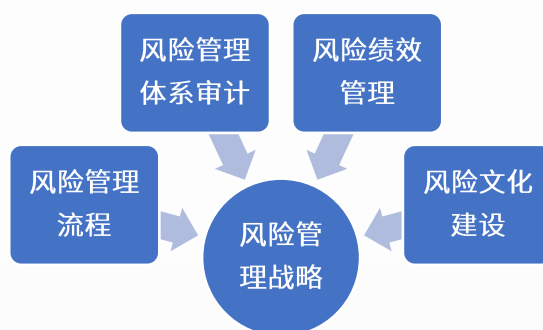 风险管理
体系审计
风险绩效
管理
风险管理
流程
风险文化
建设
风险管
理战略